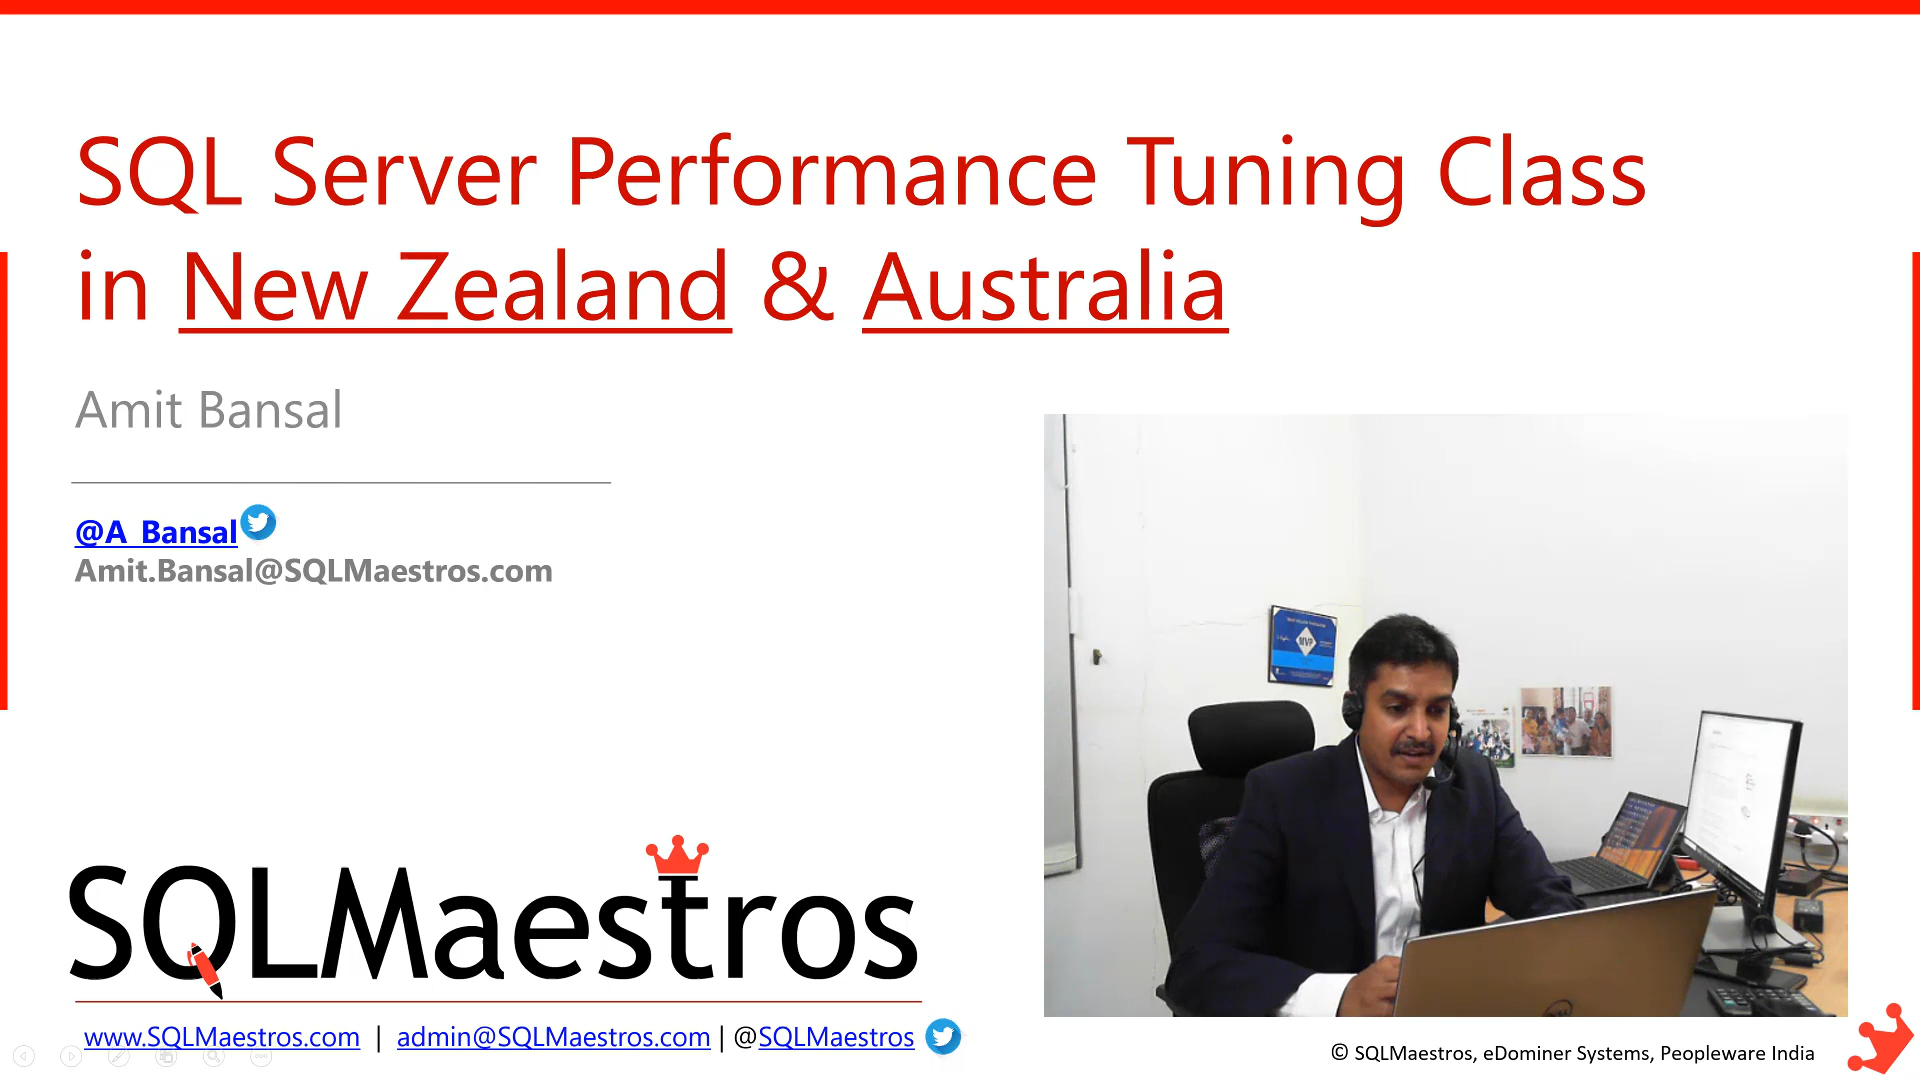 SQL Server Performance Tuning Class
in New Zealand & Australia
Amit Bansal
@A_Bansal
Amit.Bansal@SQLMaestros.com
MVP
SQLMaestros
www.SQLMaestros.com | admin@SQLMaestros.com | @SQLMaestros
© SQLMaestros, eDominer Systems, Peopleware India